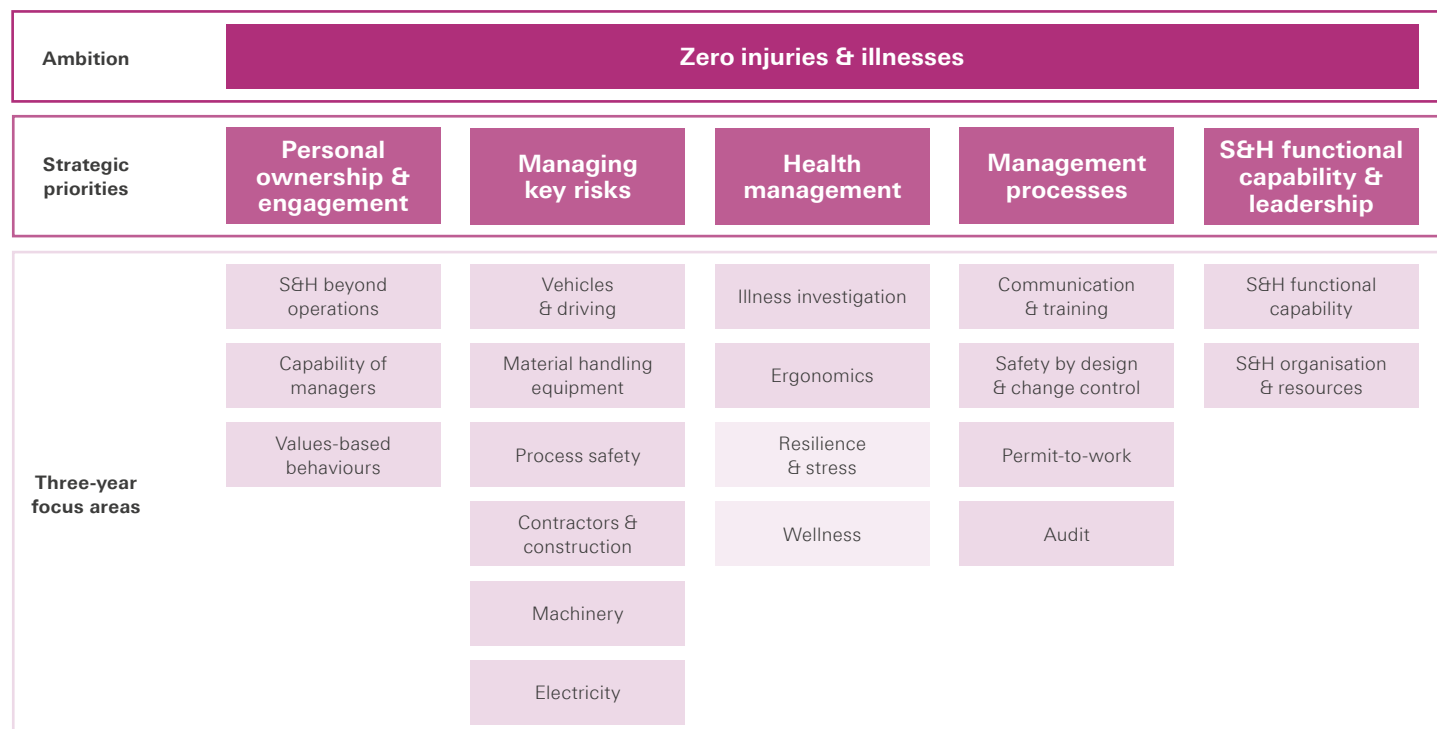 Ambition
Zero injuries & illnesses
Strategic
priorities
Personal
ownership &
engagement
Managing
key risks
Health
management
Management
processes
S&H functional
capability &
leadership
Three-year
focus areas
S&H beyond
operations
Capability of
managers
Values-based
behaviours
Vehicles
& driving
Material handling
equipment
Process safety
Contractors &
construction
Machinery
Electricity
Illness investigation
Ergonomics
Resilience
& stress
Wellness
Communication
& training
Safety by design
& change control
Permit-to-work
Audit
S&H functional
capability
S&H organisation
& resources